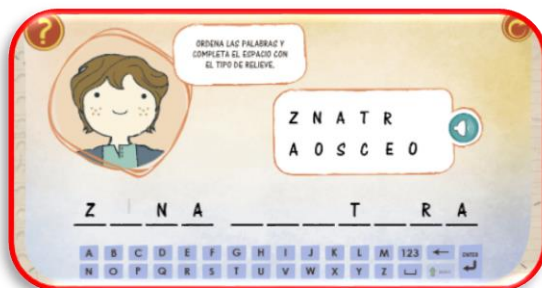 ?
C
ORDENA LAS PALABRAS Y
COMPLETA EL ESPACIO CON
EL TIPO DE RELIEVE.
Z N A T R
A O S C E O
Z _ N A _ _ _ T _ R A
A B C D E F G H I J K L M 123 ← ENTER
N O P Q R S T U V W X Y Z